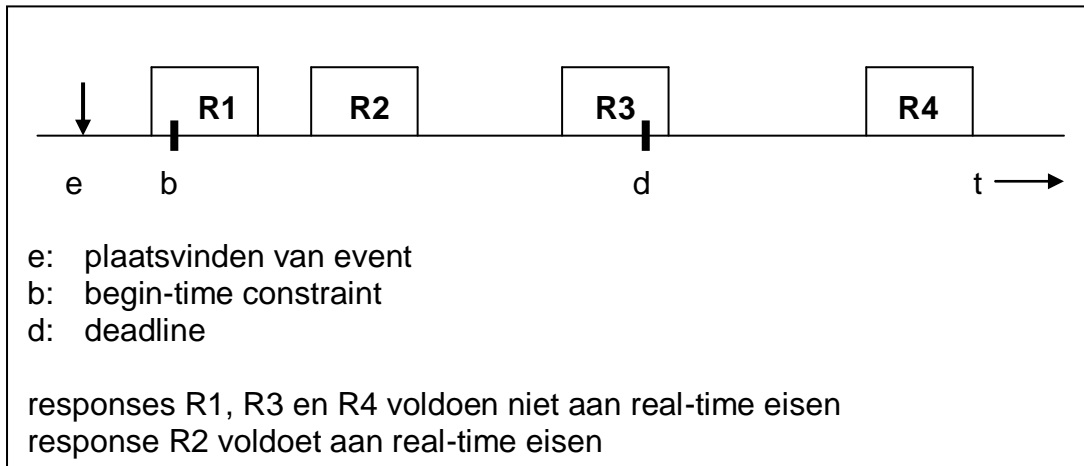 R1 R2 R3 R4
e b d t
e: plaatsvinden van event
b: begin-time constraint
d: deadline
responses R1, R3 en R4 voldoen niet aan real-time eisen
response R2 voldoet aan real-time eisen